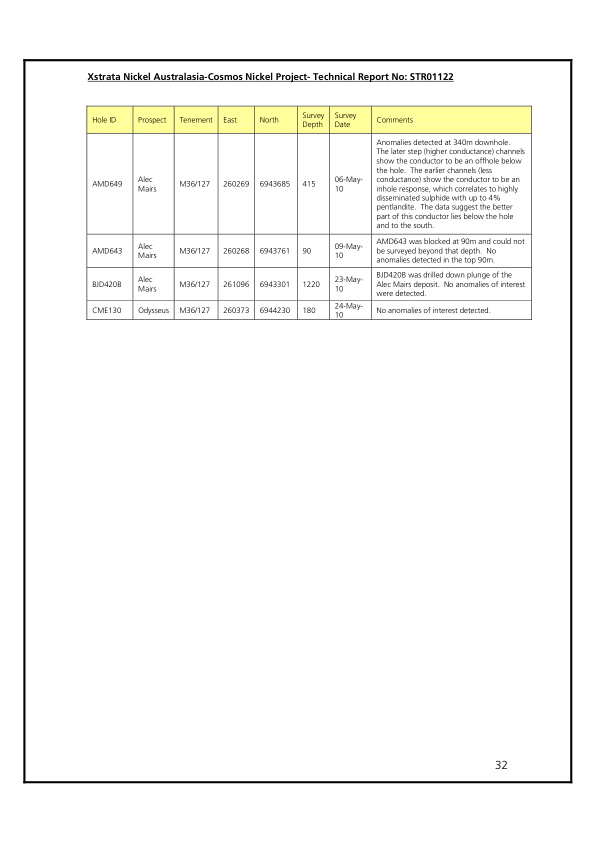 Xstrata Nickel Australasia-Cosmos Nickel Project- Technical Report No: STR01122
Hole ID Prospect Tenement East North Survey Depth Survey Date Comments
AMD649 Alec Mairs M36/127 260269 6943685 415 06-May-10
Anomalies detected at 340m downhole.
The later step (higher conductance) channels
show the conductor to be an offhole below
the hole. The earlier channels (less
conductance) show the conductor to be an
inhole response, which correlates to highly
disseminated sulphide with up to 4%
pentlandite. The data suggest the better
part of this conductor lies below the hole
and to the south.
AMD643 Alec Mairs M36/127 260268 6943761 90 09-May-10
AMD643 was blocked at 90m and could not
be surveyed beyond that depth. No
anomalies detected in the top 90m.
BJD420B Alec Mairs M36/127 261096 6943301 1220 23-May-10
BJD420B was drilled down plunge of the
Alec Mairs deposit. No anomalies of interest
were detected.
CME130 Odysseus M36/127 260373 6944230 180 24-May-10 No anomalies of interest detected.
32